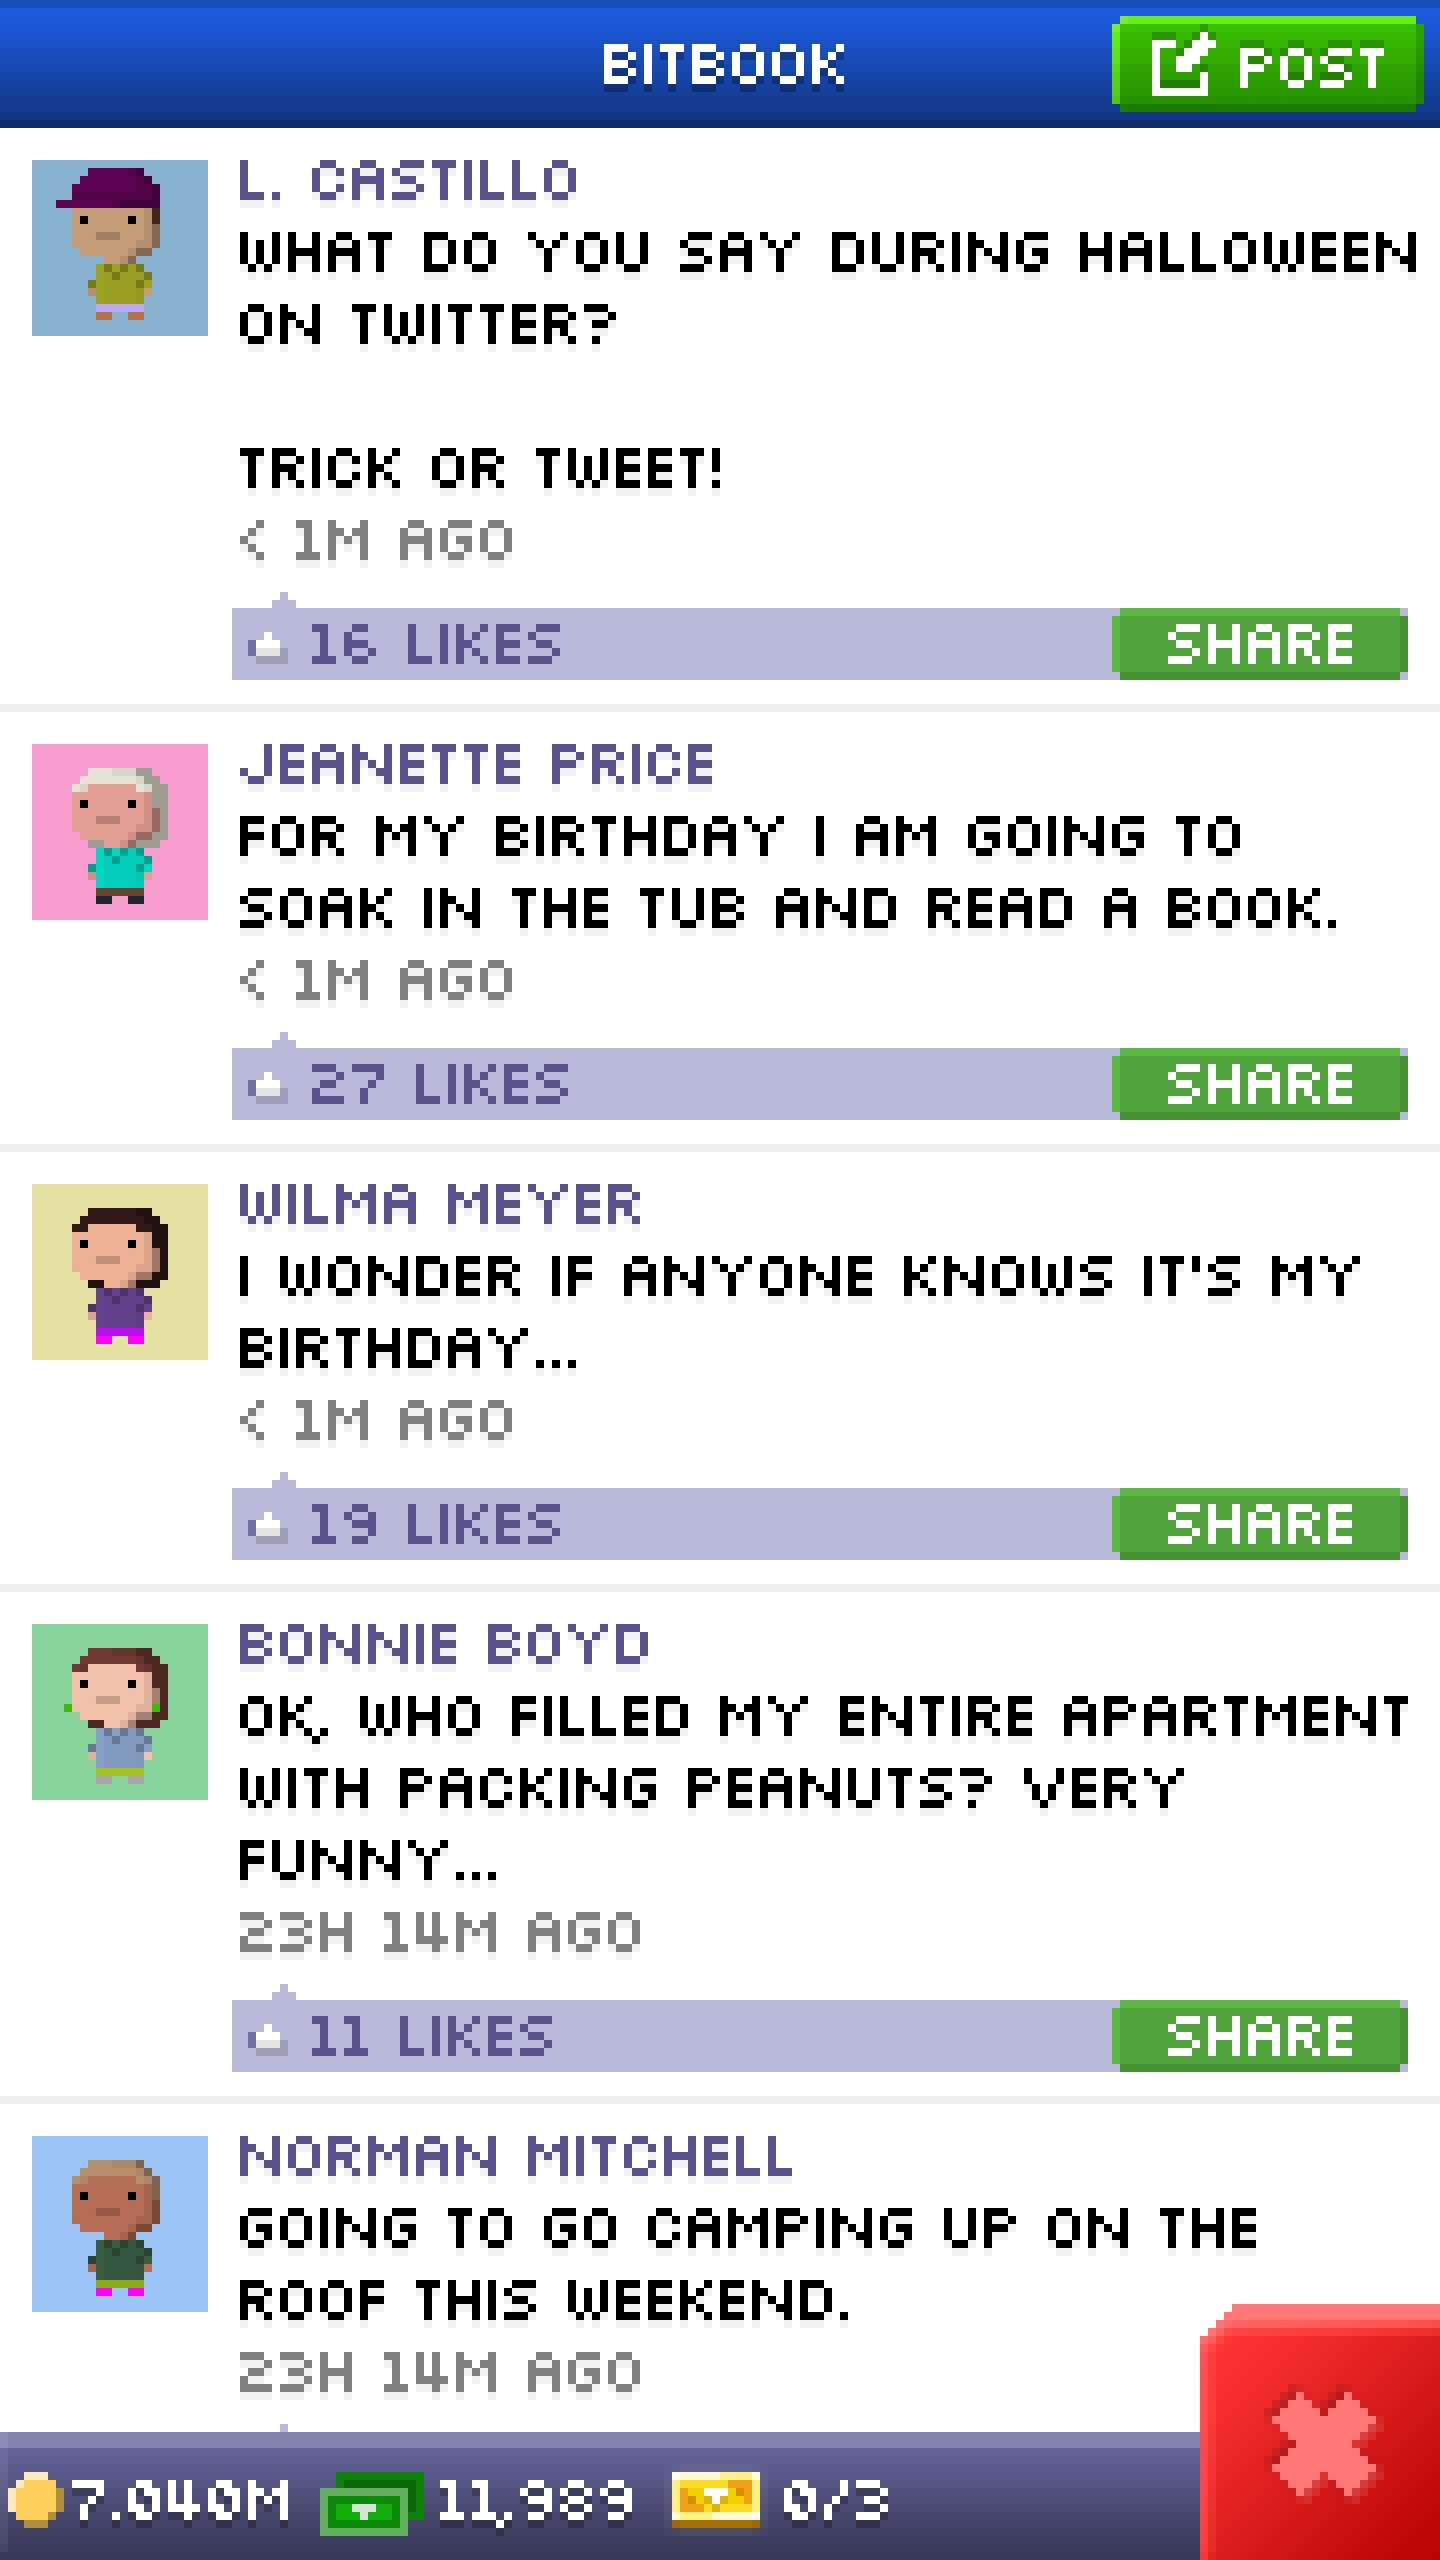 BITBOOK
POST
L. CASTILLO
WHAT DO YOU SAY DURING HALLOWEEN
ON TWITTER?
TRICK OR TWEET!
< 1M AGO
16 LIKES
SHARE
JEANETTE PRICE
FOR MY BIRTHDAY I AM GOING TO
SOAK IN THE TUB AND READ A BOOK.
< 1M AGO
27 LIKES
SHARE
WILMA MEYER
I WONDER IF ANYONE KNOWS IT'S MY
BIRTHDAY...
< 1M AGO
19 LIKES
SHARE
BONNIE BOYD
OK, WHO FILLED MY ENTIRE APARTMENT
WITH PACKING PEANUTS? VERY
FUNNY...
23H 14M AGO
11 LIKES
SHARE
NORMAN MITCHELL
GOING TO GO CAMPING UP ON THE
ROOF THIS WEEKEND.
23H 14M AGO
7.040M
11,989
0/3